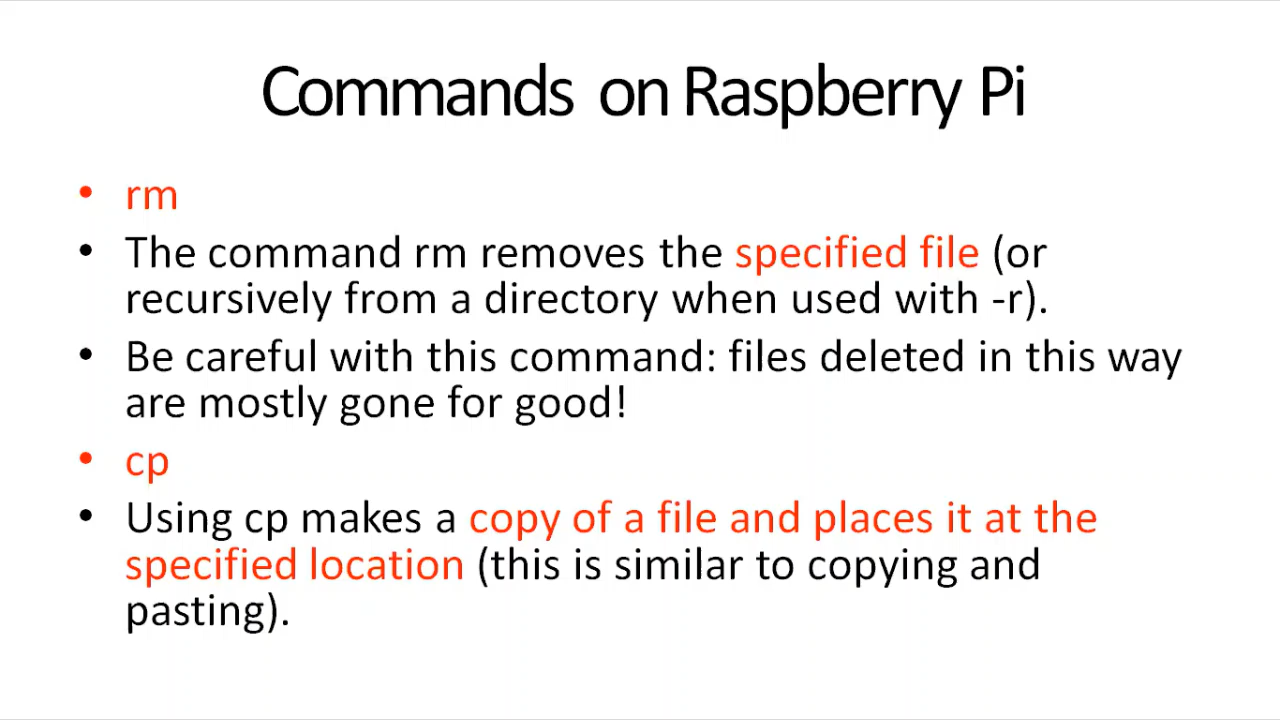 Commands on Raspberry Pi
• rm
• The command rm removes the specified file (or
recursively from a directory when used with -r).
• Be careful with this command: files deleted in this way
are mostly gone for good!
• cp
• Using cp makes a copy of a file and places it at the
specified location (this is similar to copying and
pasting).